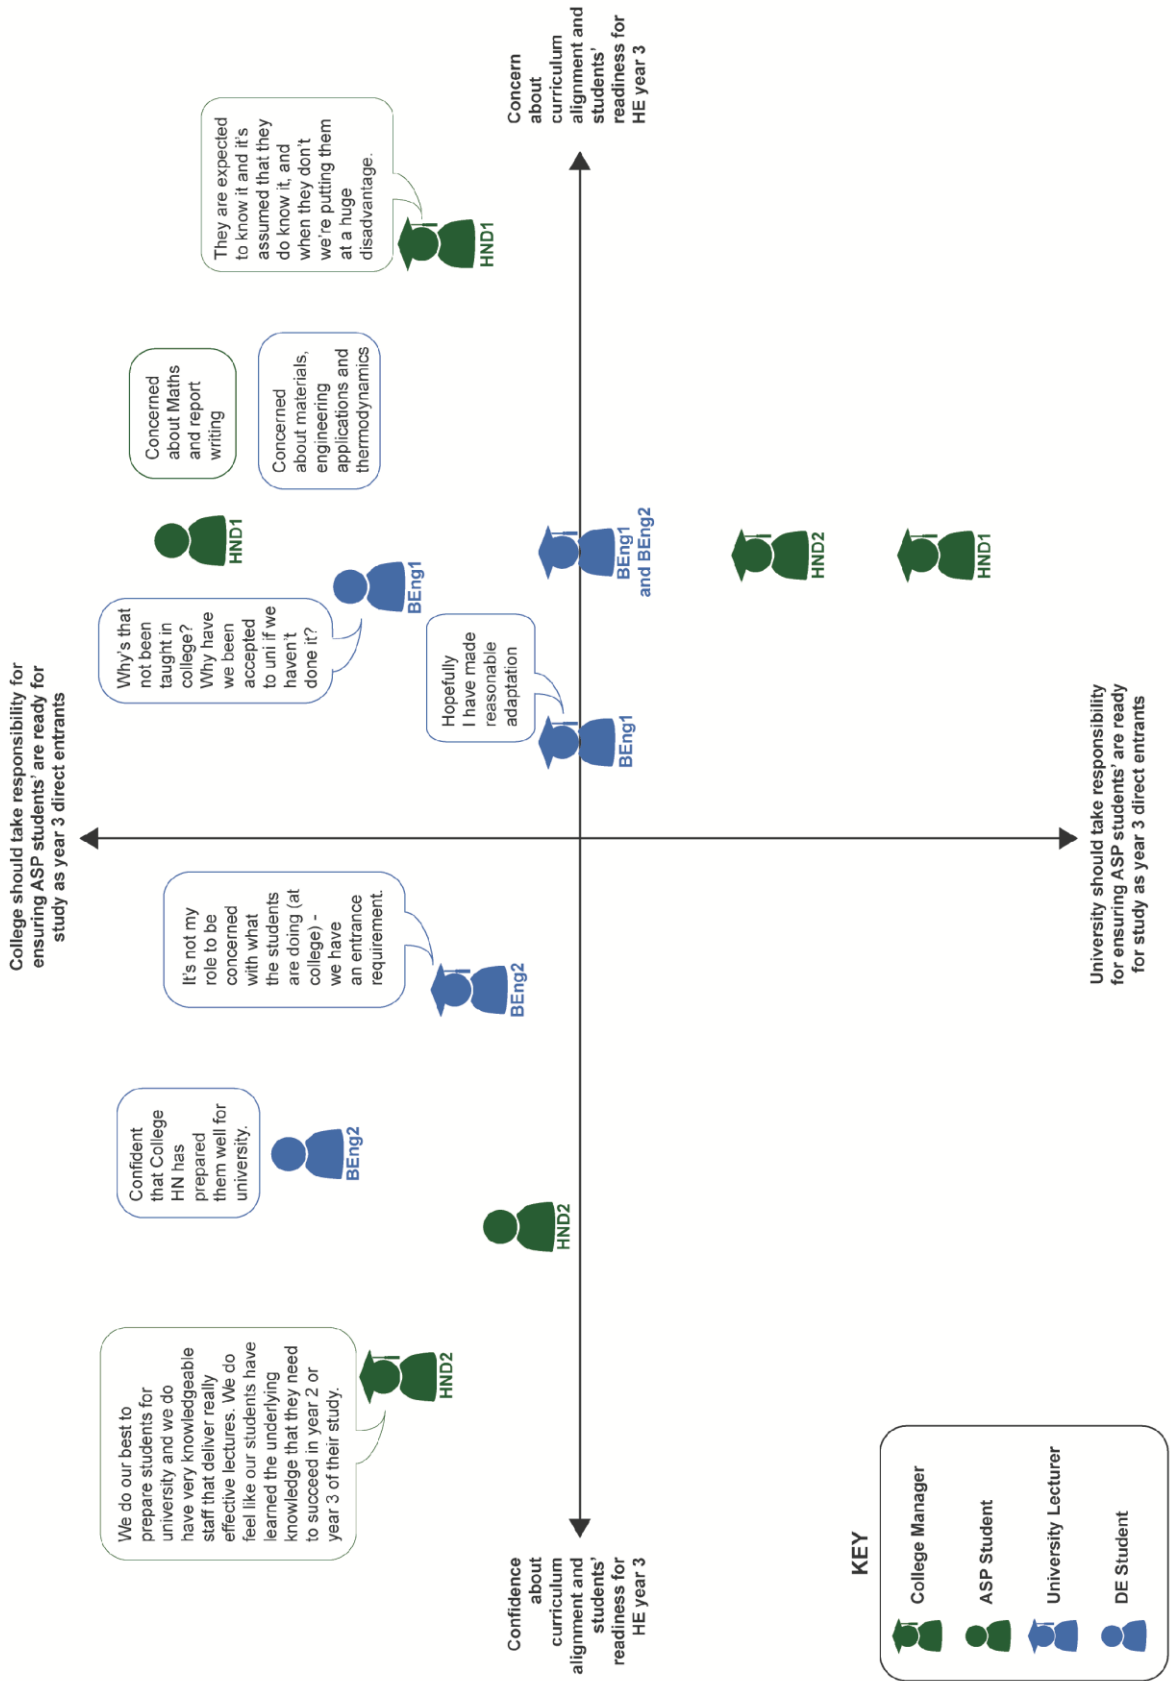 College should take responsibility for
ensuring ASP students' are ready for
study as year 3 direct entrants
We do our best to
prepare students for
university and we do
have very knowledgeable
staff that deliver really
effective lectures. We do
feel like our students have
learned the underlying
knowledge that they need
to succeed in year 2 or
year 3 of their study.
HND2
Confident
that College
HN has
prepared
them well for
university.
BEng2
HND2
It's not my
role to be
concerned
with what
the students
are doing (at
college) -
we have
an entrance
requirement.
BEng2
Why's that
not been
taught in
college?
Why have
we been
accepted
to uni if we
haven't
done it?
BEng1
Hopefully
I have made
reasonable
adaptation
BEng1
HND1
Concerned
about Maths
and report
writing
Concerned
about materials,
engineering
applications and
thermodynamics
They are expected
to know it and it's
assumed that they
do know it, and
when they don't
we're putting them
at a huge
disadvantage.
HND1
BEng1
and BEng2
HND2
HND1
Confidence
about
curriculum
alignment and
students'
readiness for
HE year 3
Concern
about
curriculum
alignment and
students'
readiness for
HE year 3
University should take responsibility
for ensuring ASP students' are ready
for study as year 3 direct entrants
KEY
College Manager
ASP Student
University Lecturer
DE Student